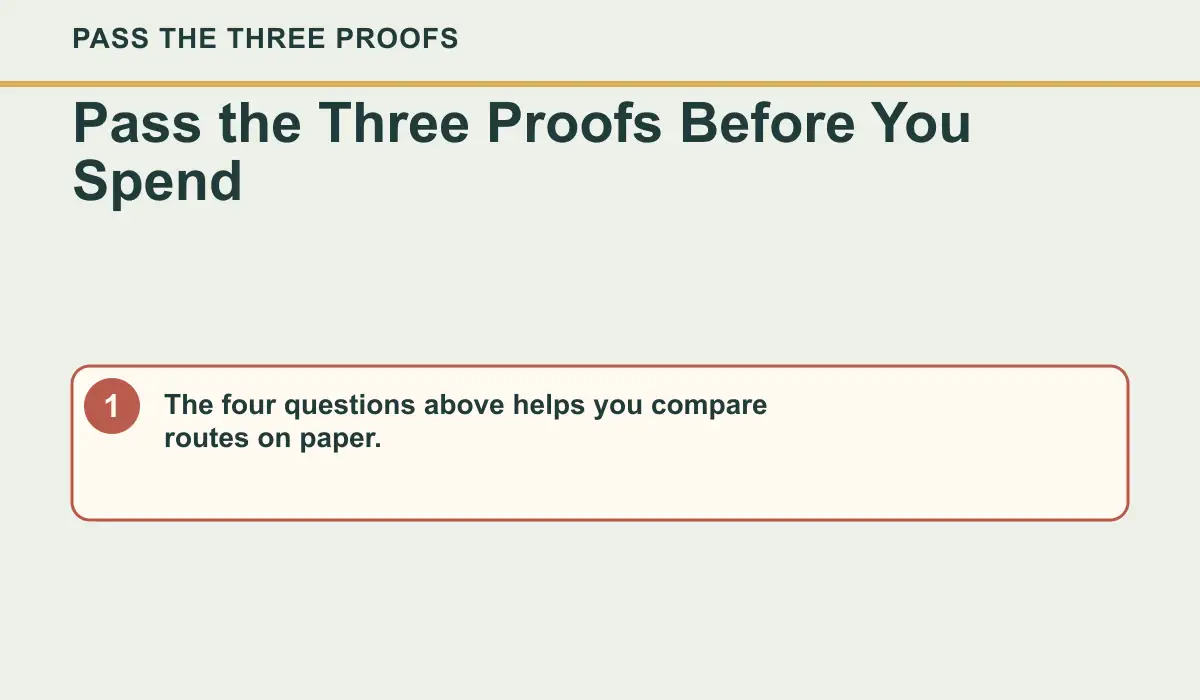 PASS THE THREE PROOFS
Pass the Three Proofs Before You
Spend
1
The four questions above helps you compare
routes on paper.